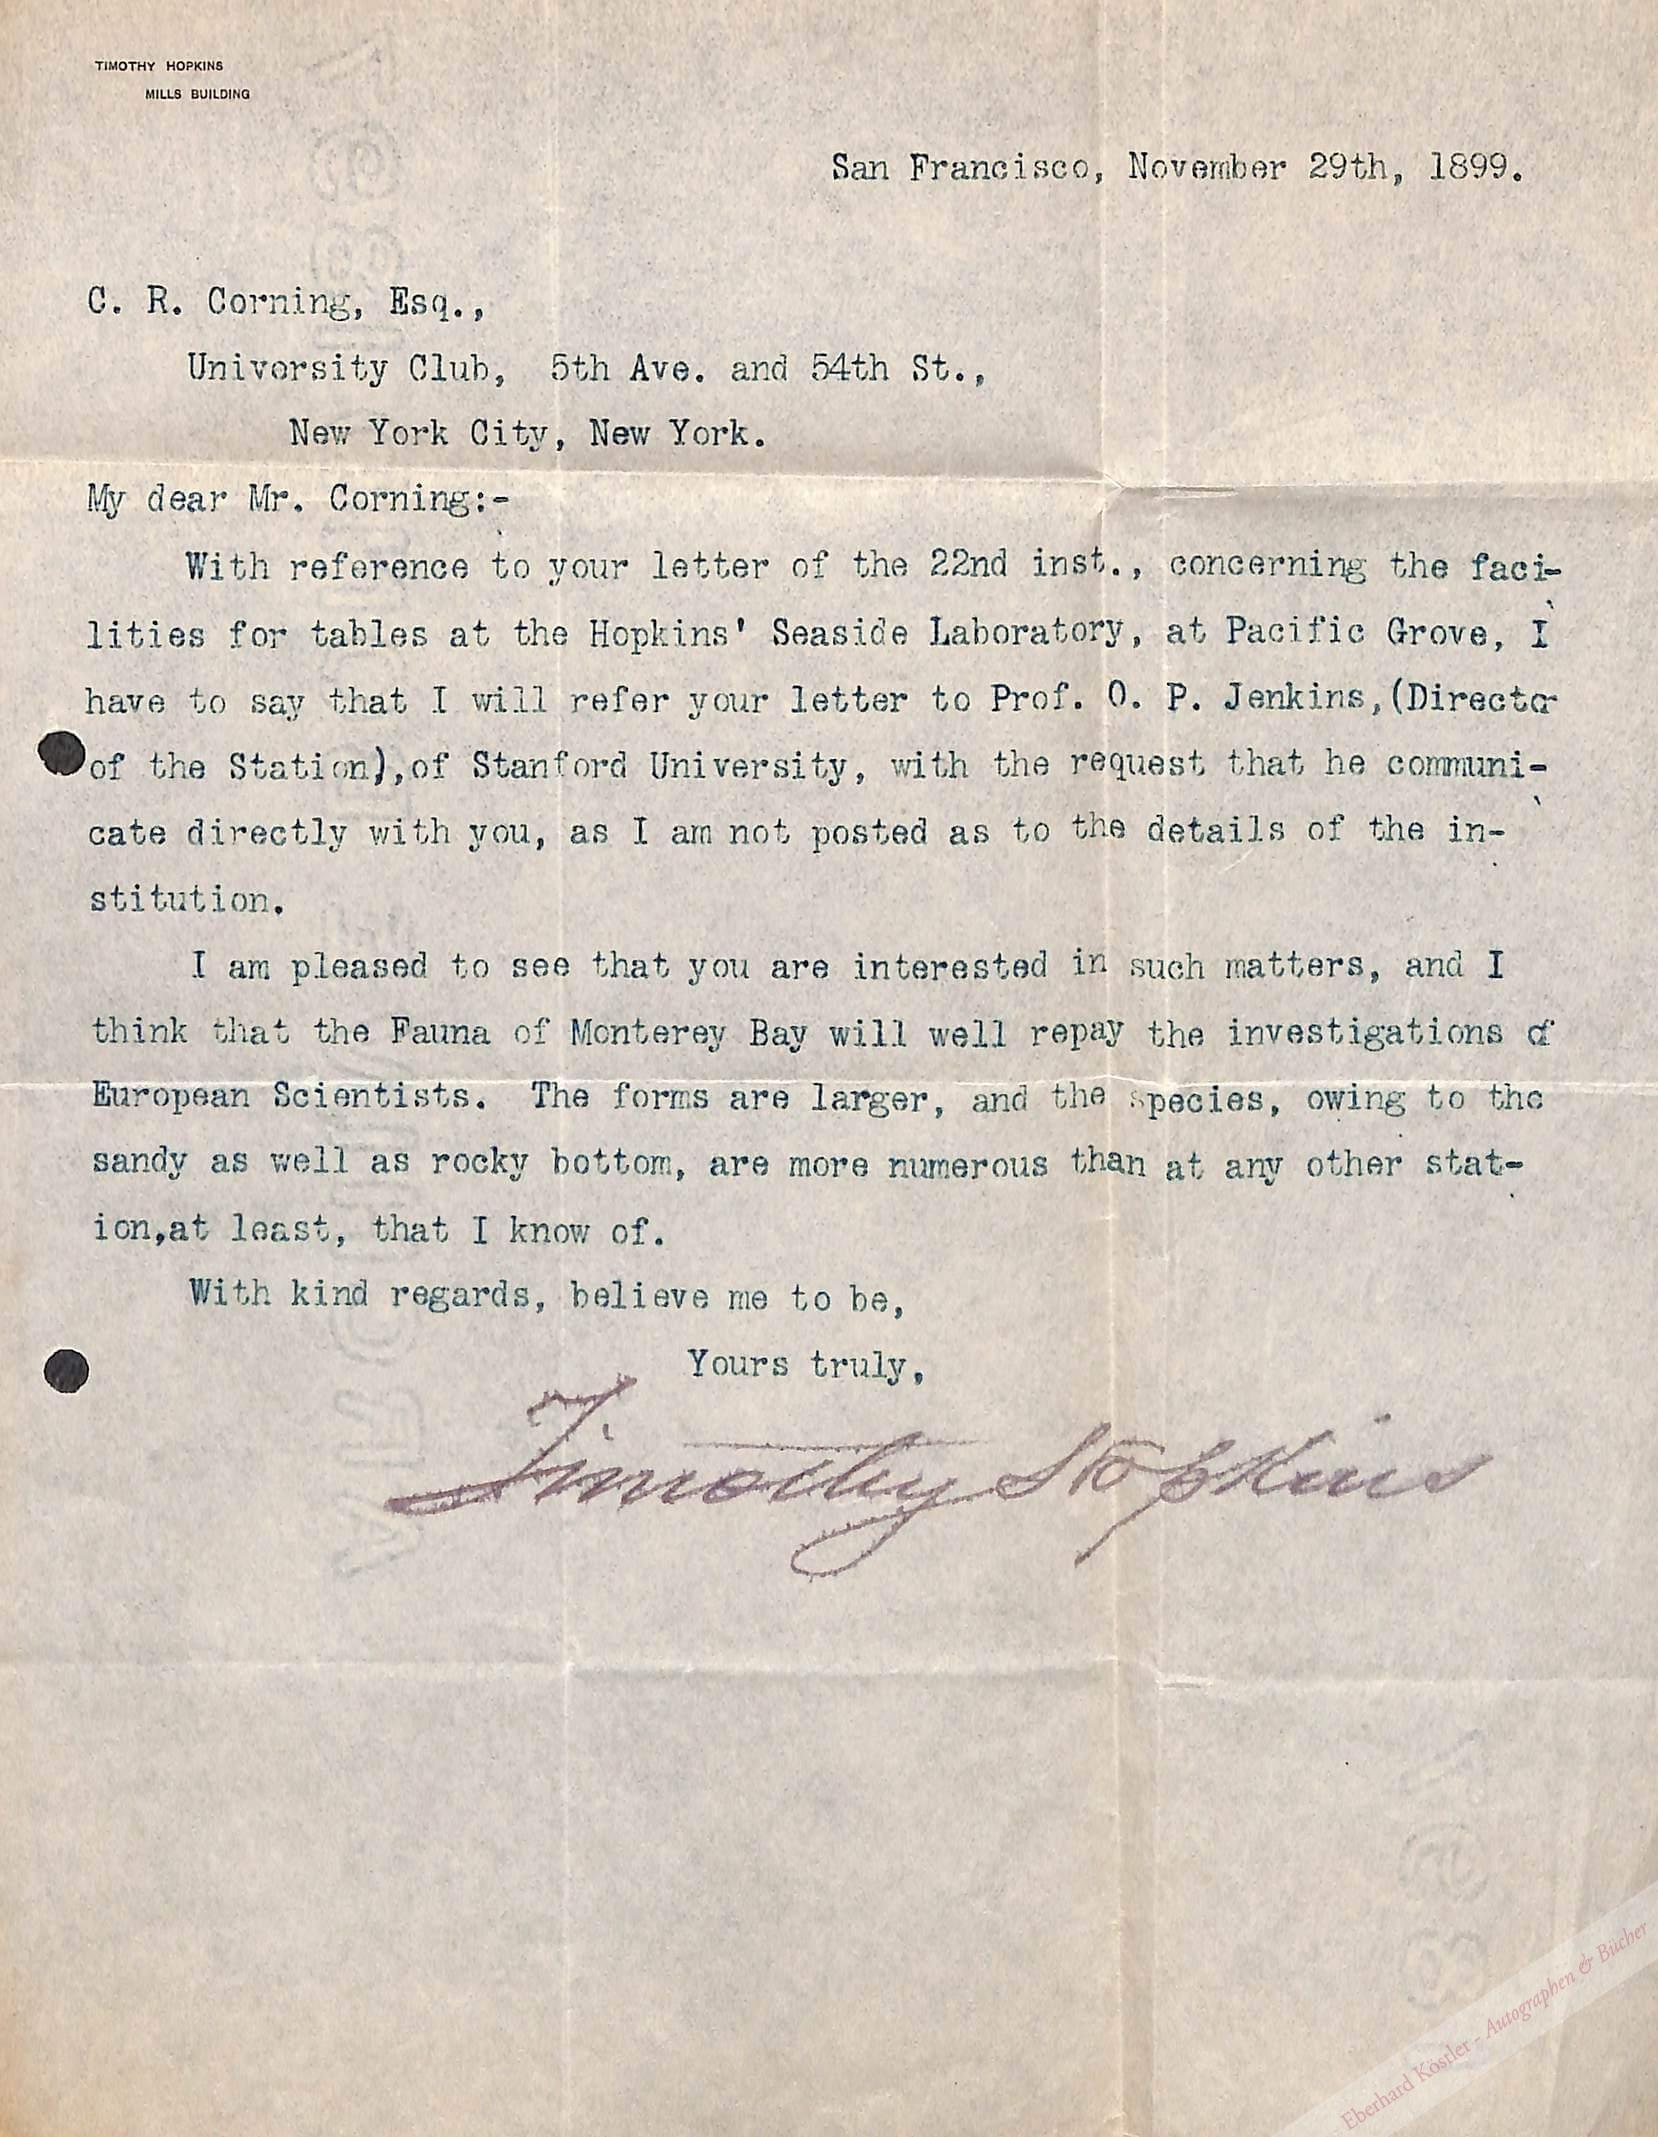 TIMOTHY HOPKINS
MILLS BUILDING
San Francisco, November 29th, 1899.
C. R. Corning, Esq.,
University Club, 5th Ave. and 54th St.,
New York City, New York.
My dear Mr. Corning:-
With reference to your letter of the 22nd inst., concerning the faci-
lities for tables at the Hopkins' Seaside Laboratory, at Pacific Grove, I
have to say that I will refer your letter to Prof. O. P. Jenkins,(Director
of the Station),of Stanford University, with the request that he communi-
cate directly with you, as I am not posted as to the details of the in-
stitution.
I am pleased to see that you are interested in such matters, and I
think that the Fauna of Monterey Bay will well repay the investigations of
European Scientists. The forms are larger, and the species, owing to the
sandy as well as rocky bottom, are more numerous than at any other stat-
ion,at least, that I know of.
With kind regards, believe me to be,
Yours truly,
Timothy Hopkins
Eberhard Köstler - Autographen & Bücher